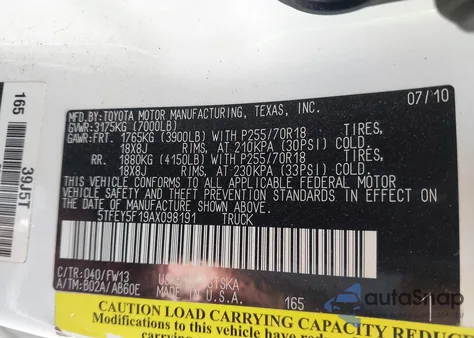 165
39J5T
MFD. BY: TOYOTA MOTOR MANUFACTURING, TEXAS, INC. 07/10
GVWR: 3175KG (7000LB)
GAWR: FRT. 1765KG (3900LB) WITH P255/70R18 TIRES,
18X8J RIMS, AT 210KPA (30PSI) COLD.
RR. 1880KG (4150LB) WITH P255/70R18 TIRES,
18X8J RIMS, AT 230KPA (33PSI) COLD.
THIS VEHICLE CONFORMS TO ALL APPLICABLE FEDERAL MOTOR
VEHICLE SAFETY STANDARDS IN EFFECT ON
THE DATE OF MANUFACTURE SHOWN ABOVE.
5TFEY5F19AX098191 TRUCK
C/TR: 040/FW13
A/TM: B02A/AB60E MADE IN U.S.A. 165
CAUTION LOAD CARRYING CAPACITY REDUC
Modifications to this vehicle have reduced
carrying
autosnap